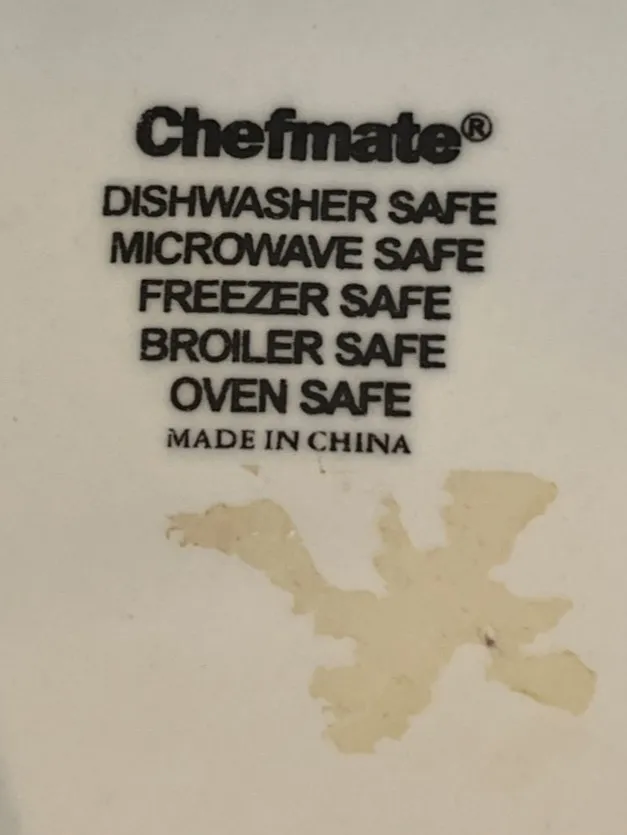 Chefmate®
DISHWASHER SAFE
MICROWAVE SAFE
FREEZER SAFE
BROILER SAFE
OVEN SAFE
MADE IN CHINA